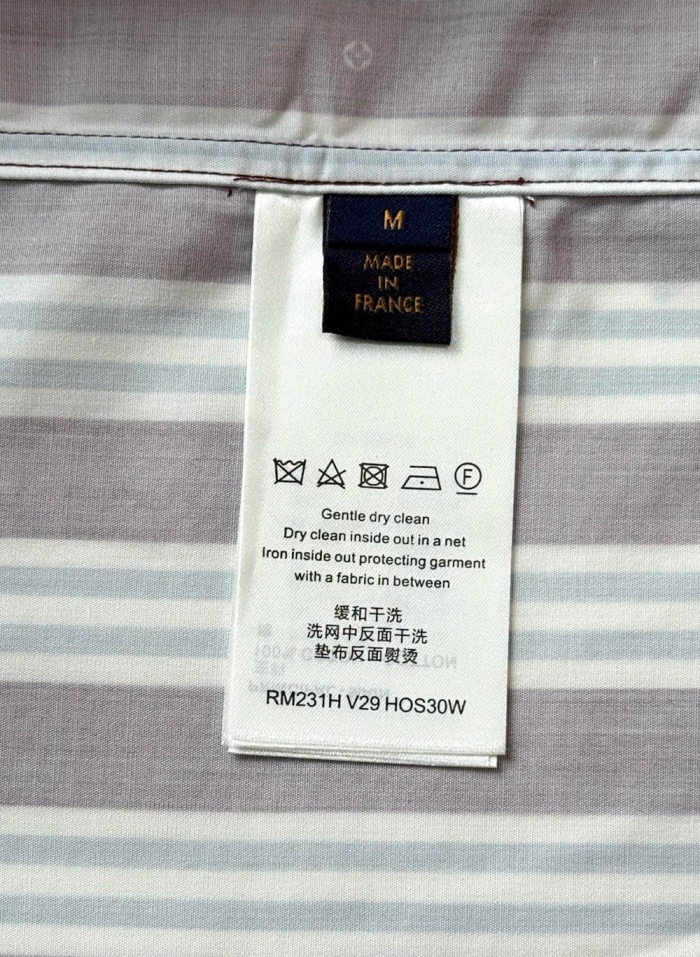 M
MADE
IN
FRANCE
F
Gentle dry clean
Dry clean inside out in a net
Iron inside out protecting garment
with a fabric in between
缓和干洗
洗网中反面干洗
垫布反面熨烫
RM231H V29 HOS30W